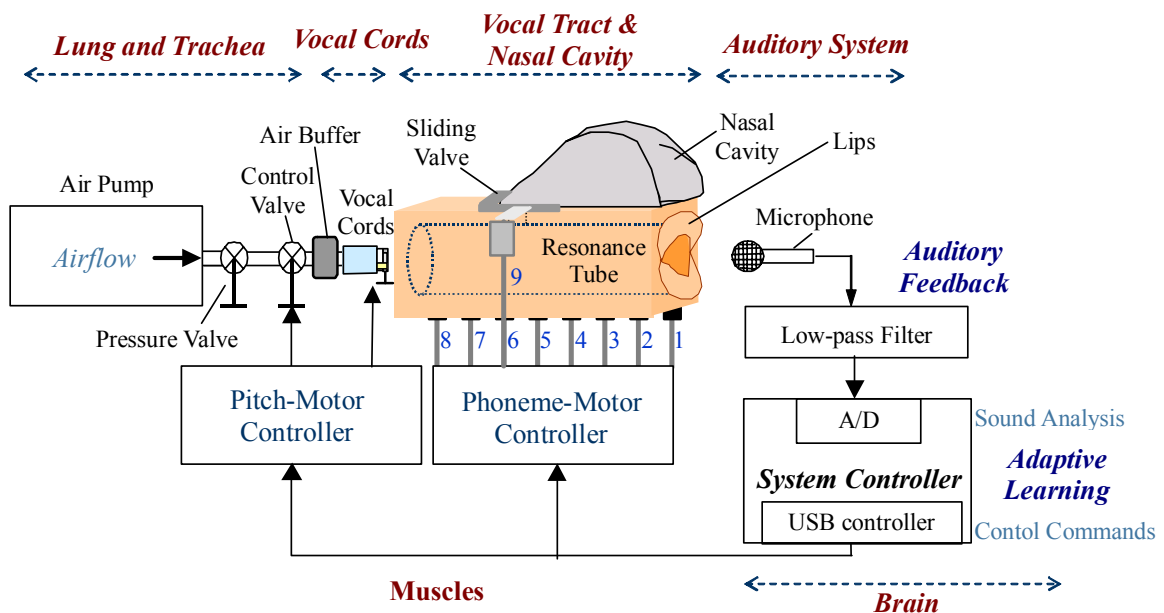 Lung and Trachea
Vocal Cords
Vocal Tract &
Nasal Cavity
Auditory System
Air Pump
Airflow
Pressure Valve
Control
Valve
Air Buffer
Vocal
Cords
Sliding
Valve
Nasal
Cavity
Lips
Resonance
Tube
9
8
7
6
5
4
3
2
1
Microphone
Auditory
Feedback
Low-pass Filter
Pitch-Motor
Controller
Phoneme-Motor
Controller
A/D
Sound Analysis
System Controller
Adaptive
Learning
USB controller
Contol Commands
Muscles
Brain